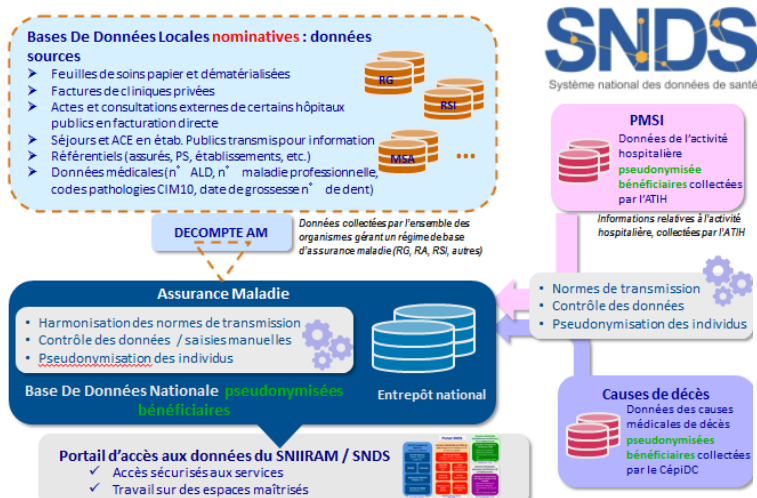 Bases De Données Locales nominatives : données
sources
Feuilles de soins papier et dématérialisées
Factures de cliniques privées
Actes et consultations externes de certains hôpitaux
publics en facturation directe
Séjours et ACE en étab. Publics transmis pour information
Référentiels (assurés, PS, établissements, etc.)
Données médicales(n° ALD, n° maladie professionnelle,
codes pathologies CIM10, date de grossesse n° de dent)
RG
RSI
MSA
...
SNDS
Système national des données de santé
PMSI
Données de l'activité
hospitalière
pseudonymisée
bénéficiaires collectées
par l'ATIH
Informations relatives à l'activité
hospitalière, collectées par l'ATIH
DECOMPTE AM
Données collectées par l'ensemble des
organismes gérant un régime de base
d'assurance maladie (RG, RA, RSI, autres)
Assurance Maladie
• Harmonisation des normes de transmission
• Contrôle des données / saisies manuelles
• Pseudonymisation des individus
Base De Données Nationale pseudonymisées
bénéficiaires
Entrepôt national
• Normes de transmission
• Contrôle des données
• Pseudonymisation des individus
Causes de décès
Données des causes
médicales de décès
pseudonymisées
bénéficiaires collectées
par le CépiDC
Portail d'accès aux données du SNIIRAM / SNDS
✓ Accès sécurisés aux services
✓ Travail sur des espaces maîtrisés